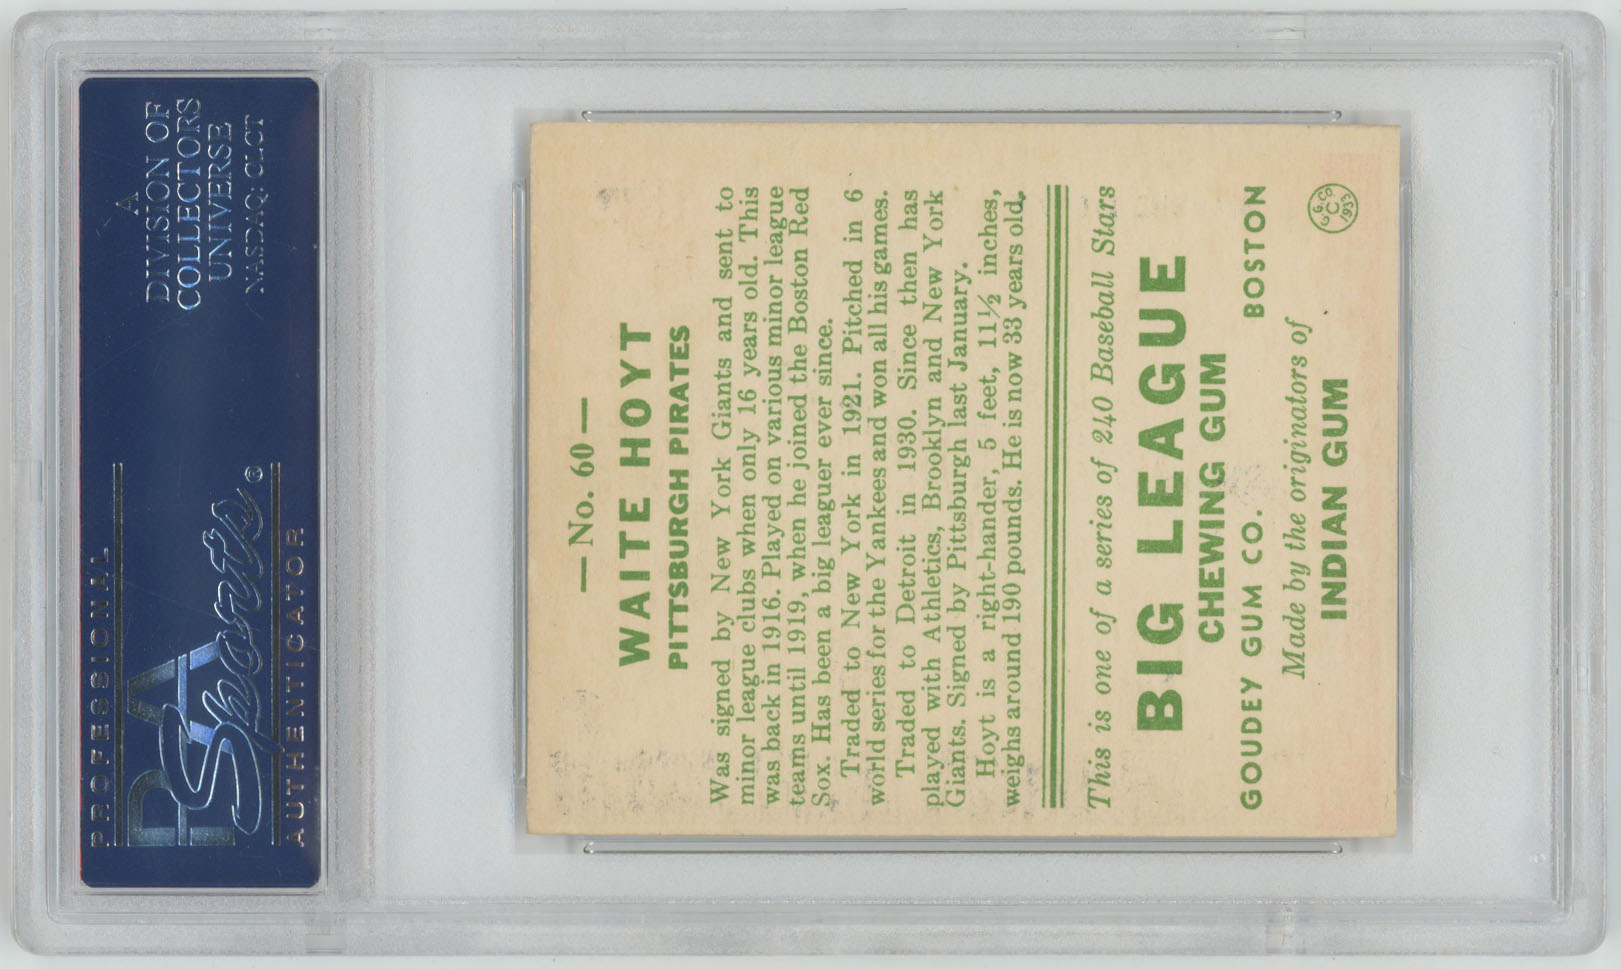 PROFESSIONAL
PSA
Sports®
AUTHENTICATOR
A
DIVISION OF
COLLECTORS
UNIVERSE
NASDAQ: CLCT
—No. 60—
WAITE HOYT
PITTSBURGH PIRATES
Was signed by New York Giants and sent to
minor league clubs when only 16 years old. This
was back in 1916. Played on various minor league
teams until 1919, when he joined the Boston Red
Sox. Has been a big leaguer ever since.
Traded to New York in 1921. Pitched in 6
world series for the Yankees and won all his games.
Traded to Detroit in 1930. Since then has
played with Athletics, Brooklyn and New York
Giants. Signed by Pittsburgh last January.
Hoyt is a right-hander, 5 feet, 11½ inches,
weighs around 190 pounds. He is now 33 years old.
This is one of a series of 240 Baseball Stars
BIG LEAGUE
CHEWING GUM
GOUDEY GUM CO. BOSTON
Made by the originators of
INDIAN GUM
G.G.Co.
C
1933